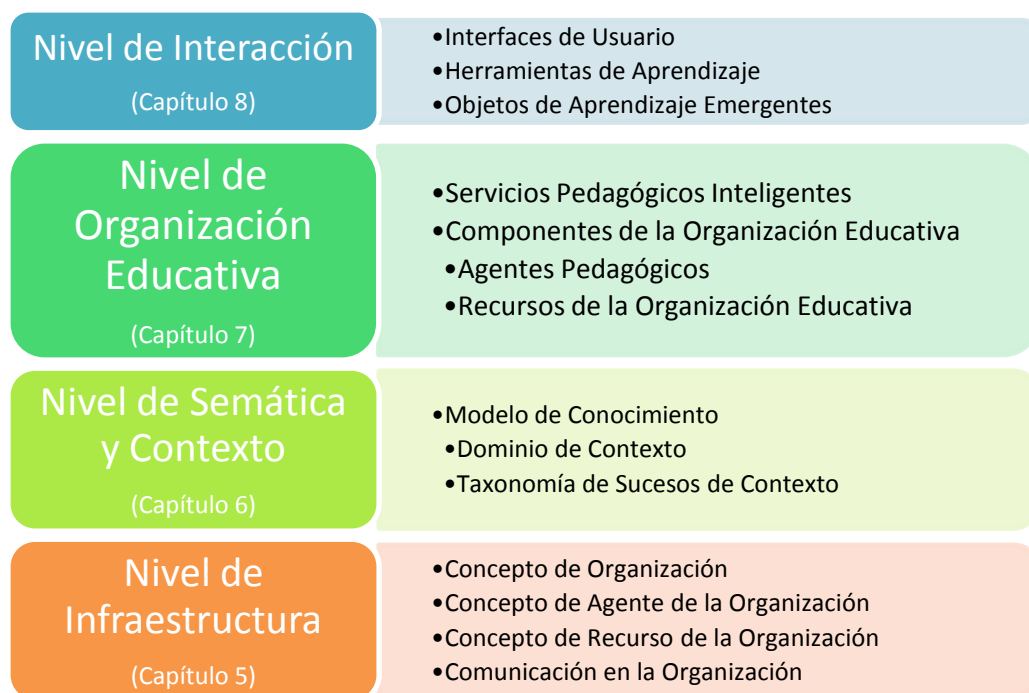 Nivel de Interacción
(Capítulo 8)
•Interfaces de Usuario
•Herramientas de Aprendizaje
•Objetos de Aprendizaje Emergentes
Nivel de
Organización
Educativa
(Capítulo 7)
•Servicios Pedagógicos Inteligentes
•Componentes de la Organización Educativa
•Agentes Pedagógicos
•Recursos de la Organización Educativa
Nivel de Semática
y Contexto
(Capítulo 6)
•Modelo de Conocimiento
•Dominio de Contexto
•Taxonomía de Sucesos de Contexto
Nivel de
Infraestructura
(Capítulo 5)
•Concepto de Organización
•Concepto de Agente de la Organización
•Concepto de Recurso de la Organización
•Comunicación en la Organización